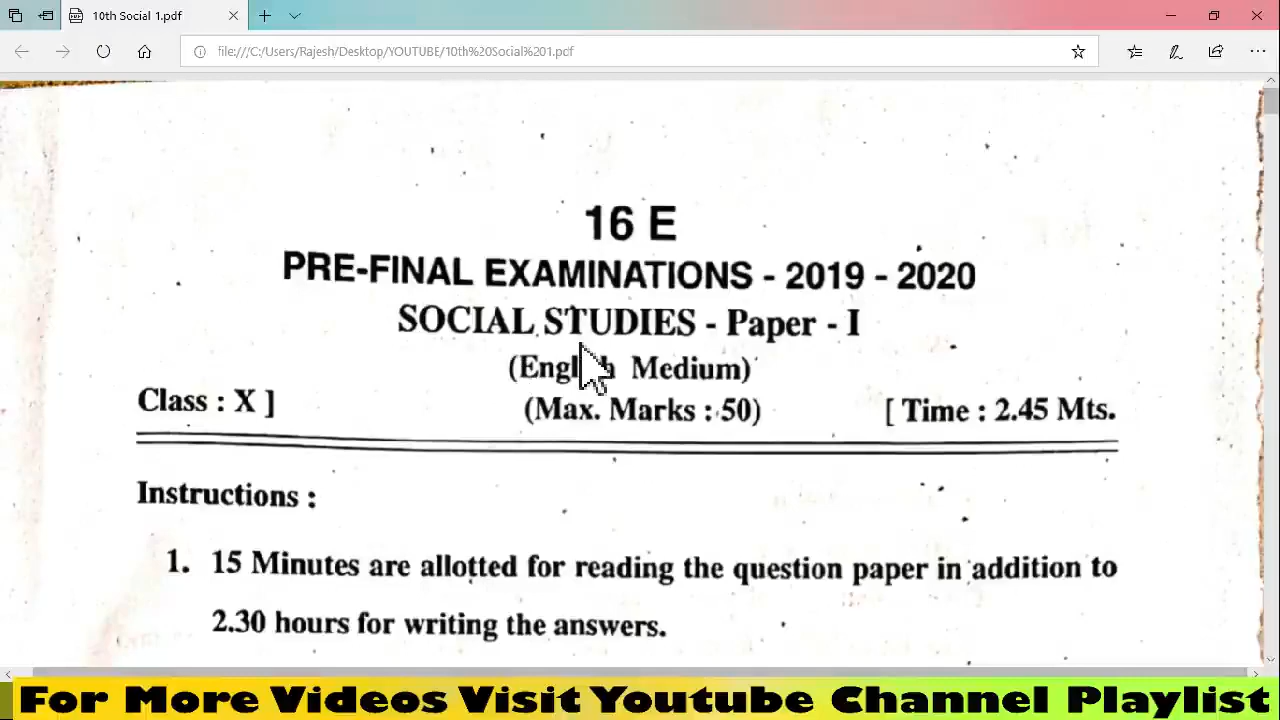 10th Social 1.pdf
file:///C:/Users/Rajesh/Desktop/YOUTUBE/10th%20Social%201.pdf
16 E
PRE-FINAL EXAMINATIONS - 2019 - 2020
SOCIAL STUDIES - Paper - I
(English Medium)
Class : X ] (Max. Marks : 50) [ Time : 2.45 Mts.
Instructions :
1. 15 Minutes are allotted for reading the question paper in addition to
2.30 hours for writing the answers.
For More Videos Visit Youtube Channel Playlist